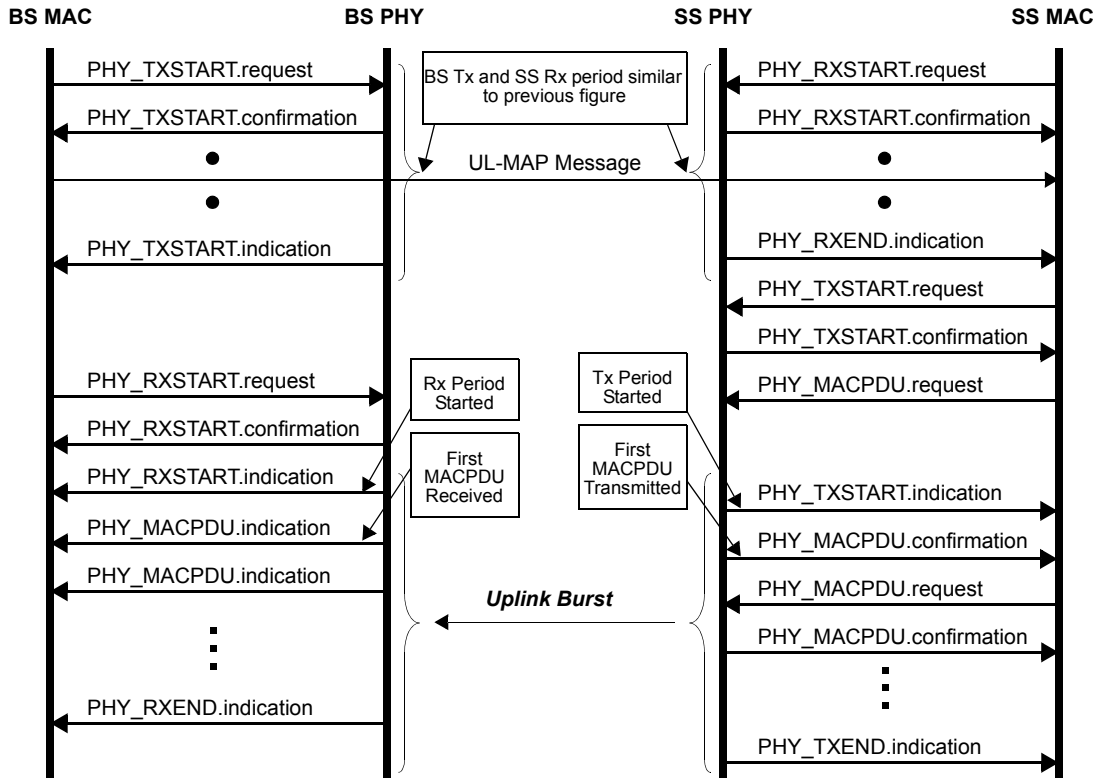 BS MAC BS PHY SS PHY SS MAC
PHY_TXSTART.request
BS Tx and SS Rx period similar
to previous figure
PHY_RXSTART.request
PHY_TXSTART.confirmation
PHY_RXSTART.confirmation
UL-MAP Message
PHY_TXSTART.indication
PHY_RXEND.indication
PHY_TXSTART.request
PHY_TXSTART.confirmation
PHY_RXSTART.request
Rx Period
Started
Tx Period
Started
PHY_MACPDU.request
PHY_RXSTART.confirmation
PHY_RXSTART.indication
First
MACPDU
Received
First
MACPDU
Transmitted
PHY_TXSTART.indication
PHY_MACPDU.indication
PHY_MACPDU.confirmation
PHY_MACPDU.indication
Uplink Burst
PHY_MACPDU.request
PHY_MACPDU.confirmation
PHY_RXEND.indication
PHY_TXEND.indication